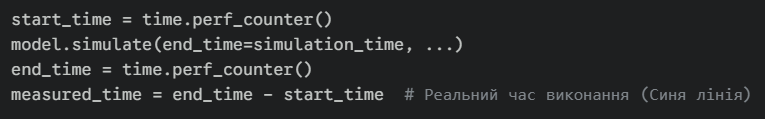 start_time = time.perf_counter()
model.simulate(end_time=simulation_time, ...)
end_time = time.perf_counter()
measured_time = end_time - start_time  # Реальний час виконання (Синя лінія)